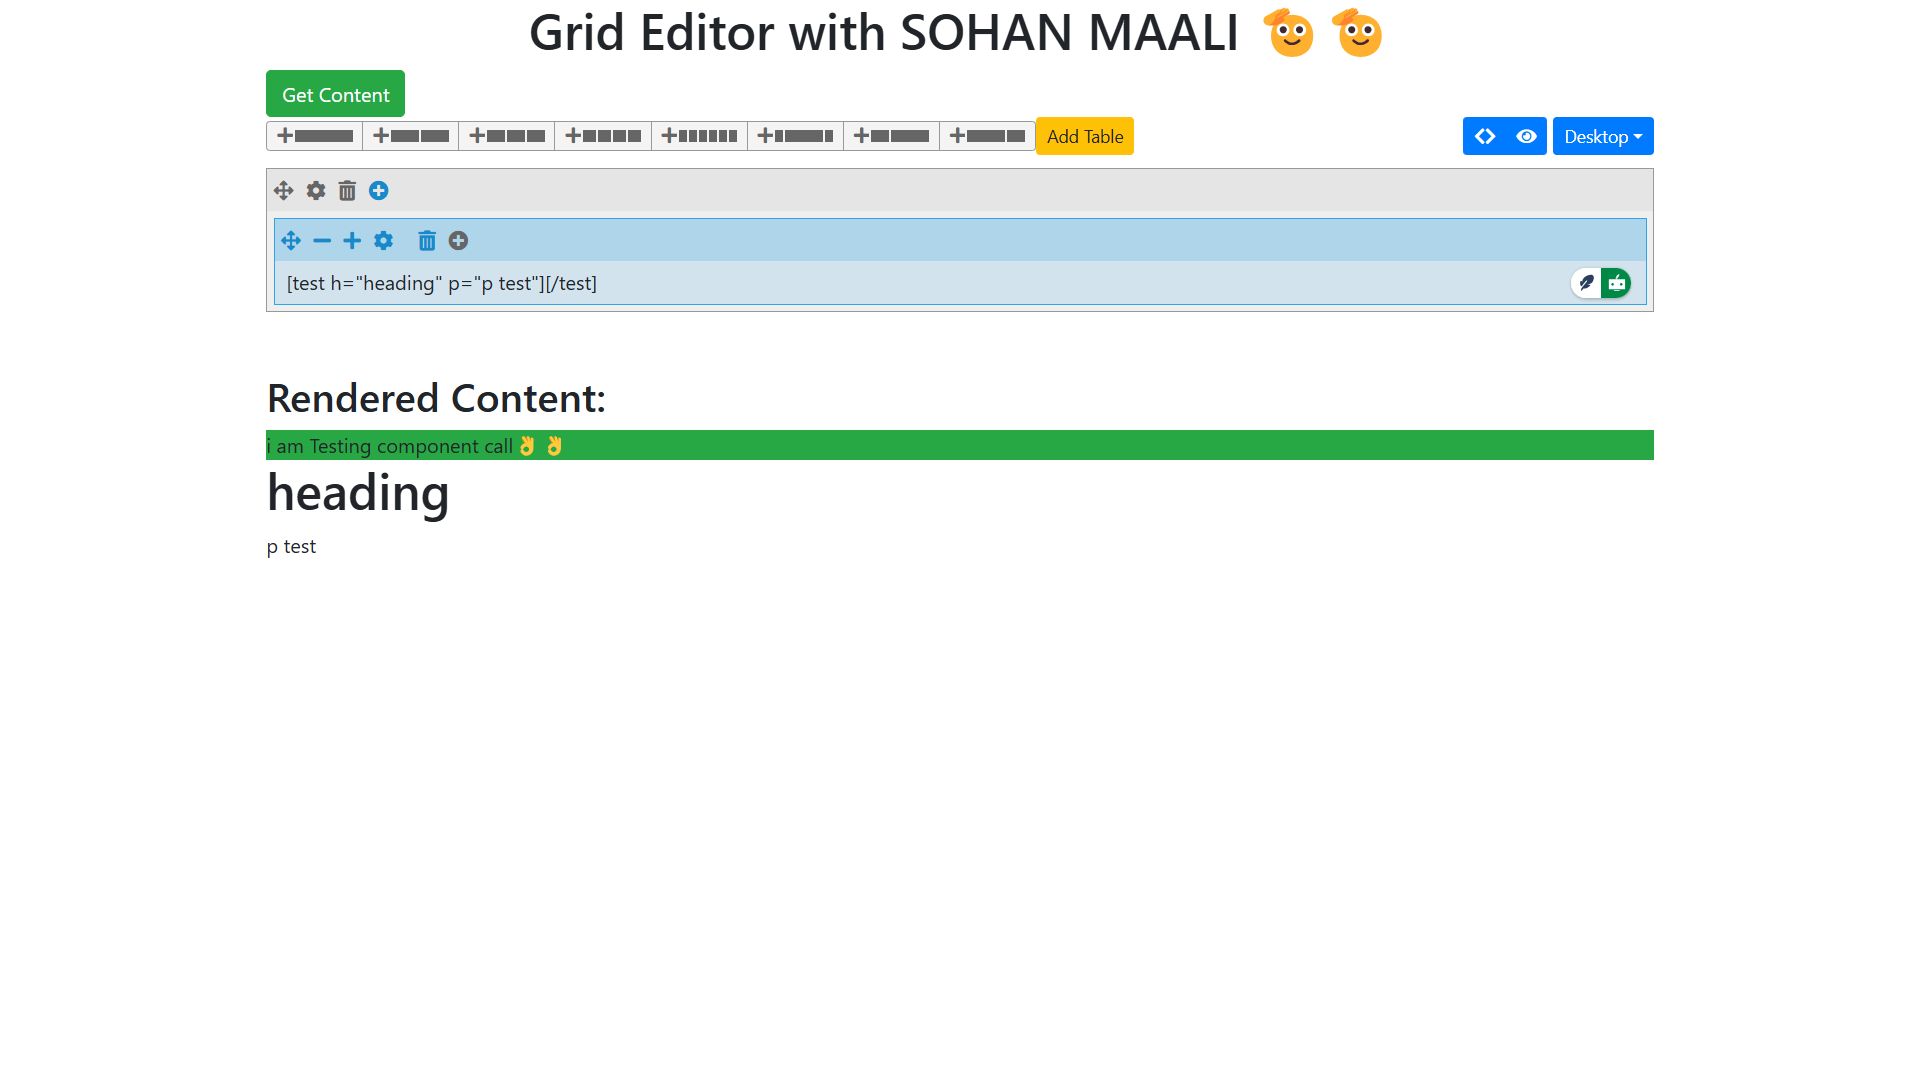 Grid Editor with SOHAN MAALI
Get Content
Add Table
Desktop
[test h="heading" p="p test"][/test]
Rendered Content:
i am Testing component call👌 👌
heading
p test